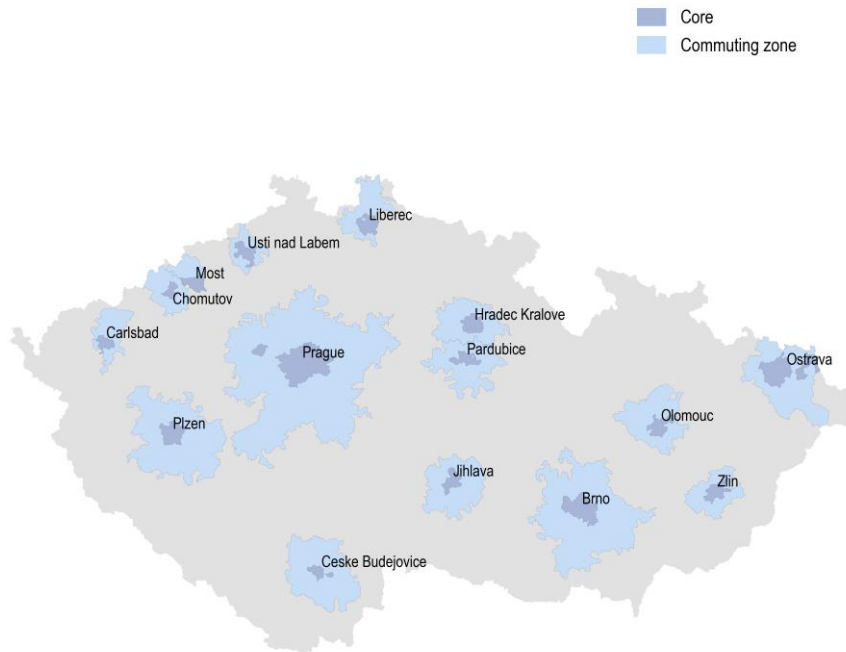 Core
Commuting zone
Liberec
Usti nad Labem
Most
Chomutov
Carlsbad
Hradec Kralove
Prague
Pardubice
Ostrava
Plzen
Olomouc
Jihlava
Zlin
Brno
Ceske Budejovice